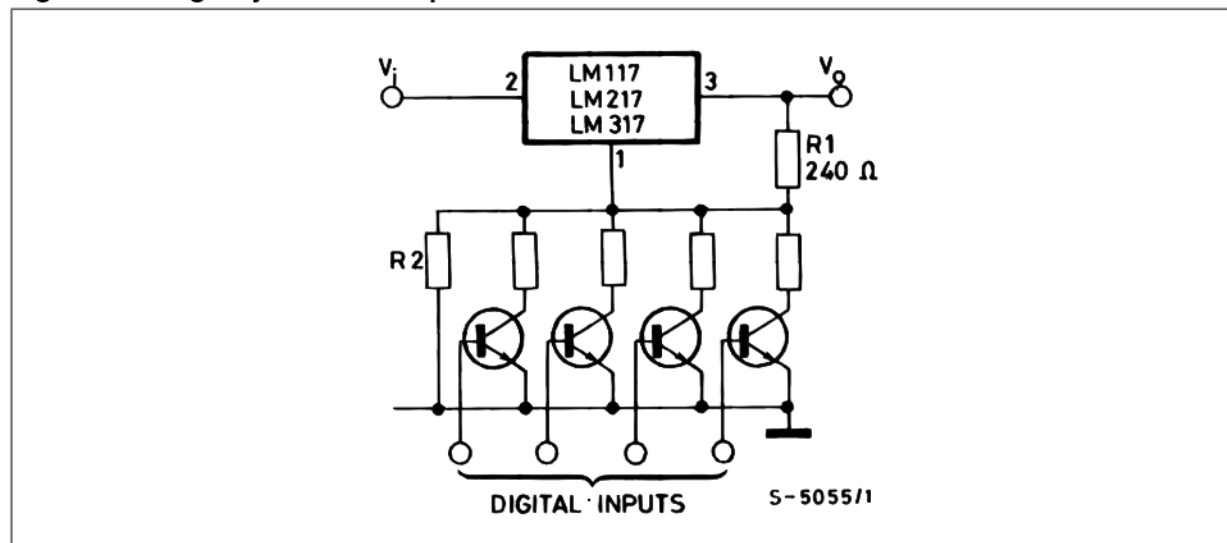 Vi
2
LM117
LM217
LM317
3
Vo
1
R1
240 Ω
R2
DIGITAL INPUTS
S-5055/1